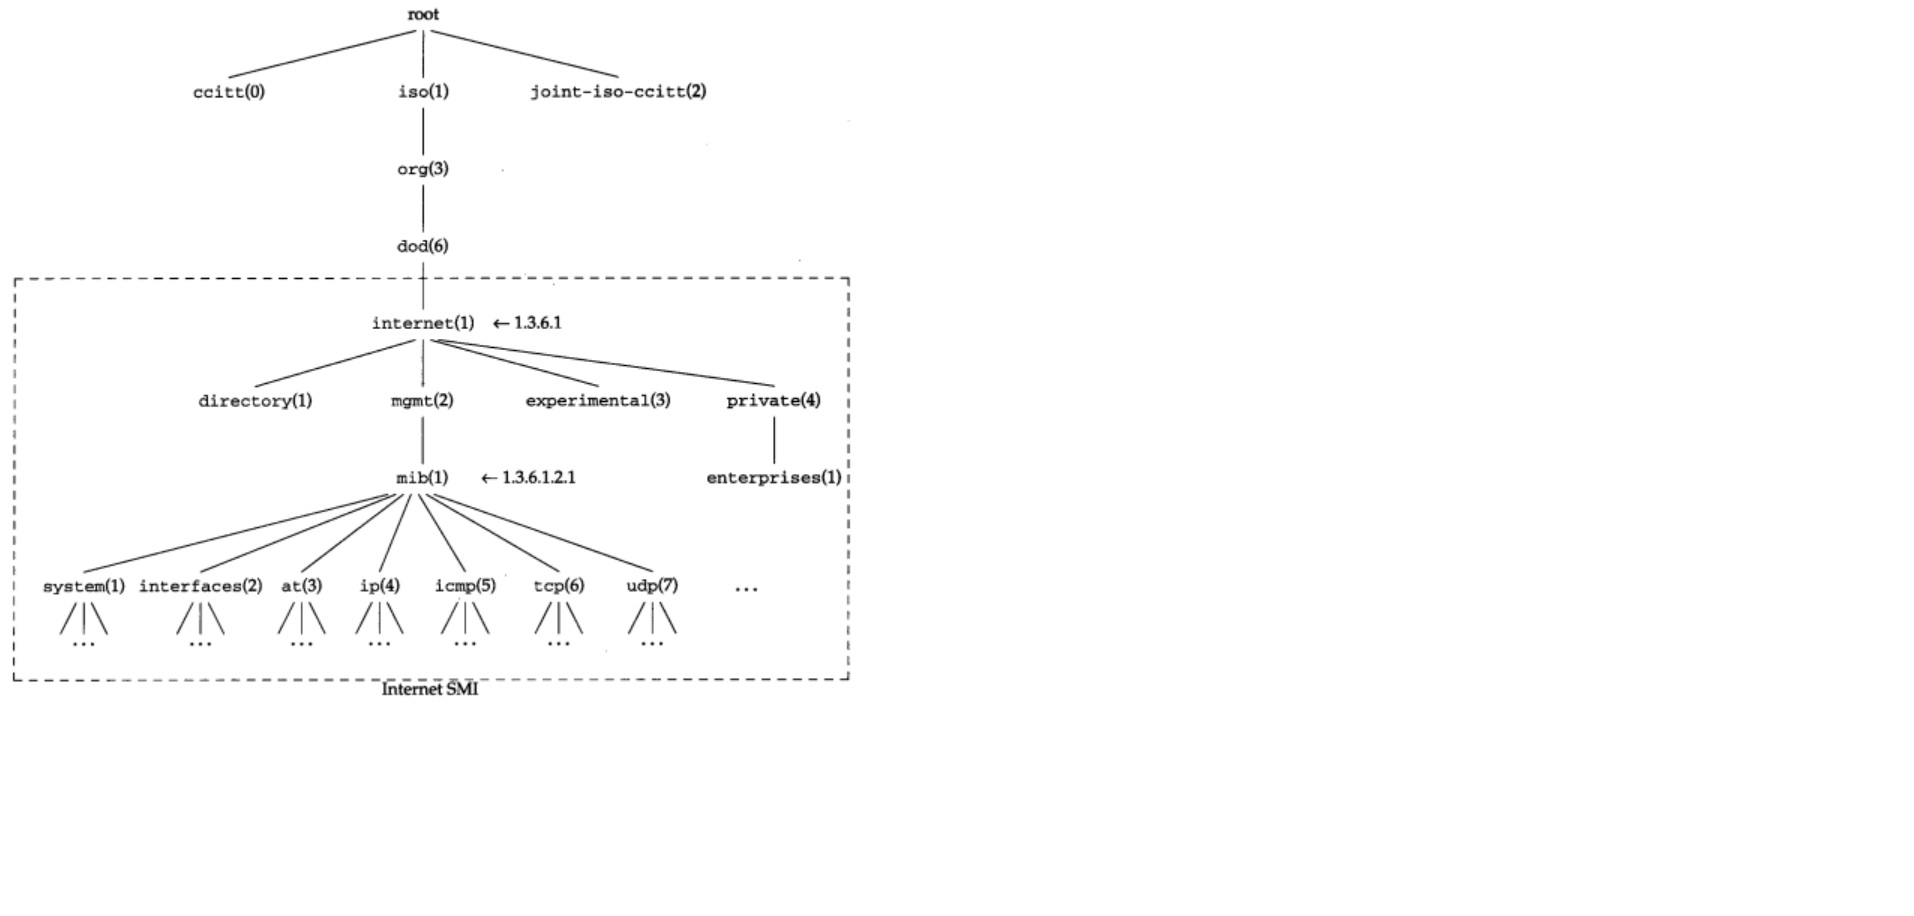 root
ccitt(0) iso(1) joint-iso-ccitt(2)
org(3)
dod(6)
internet(1) ← 1.3.6.1
directory(1) mgmt(2) experimental(3) private(4)
mib(1) ← 1.3.6.1.2.1 enterprises(1)
system(1) interfaces(2) at(3) ip(4) icmp(5) tcp(6) udp(7) ...
... ... ... ... ... ... ...
Internet SMI